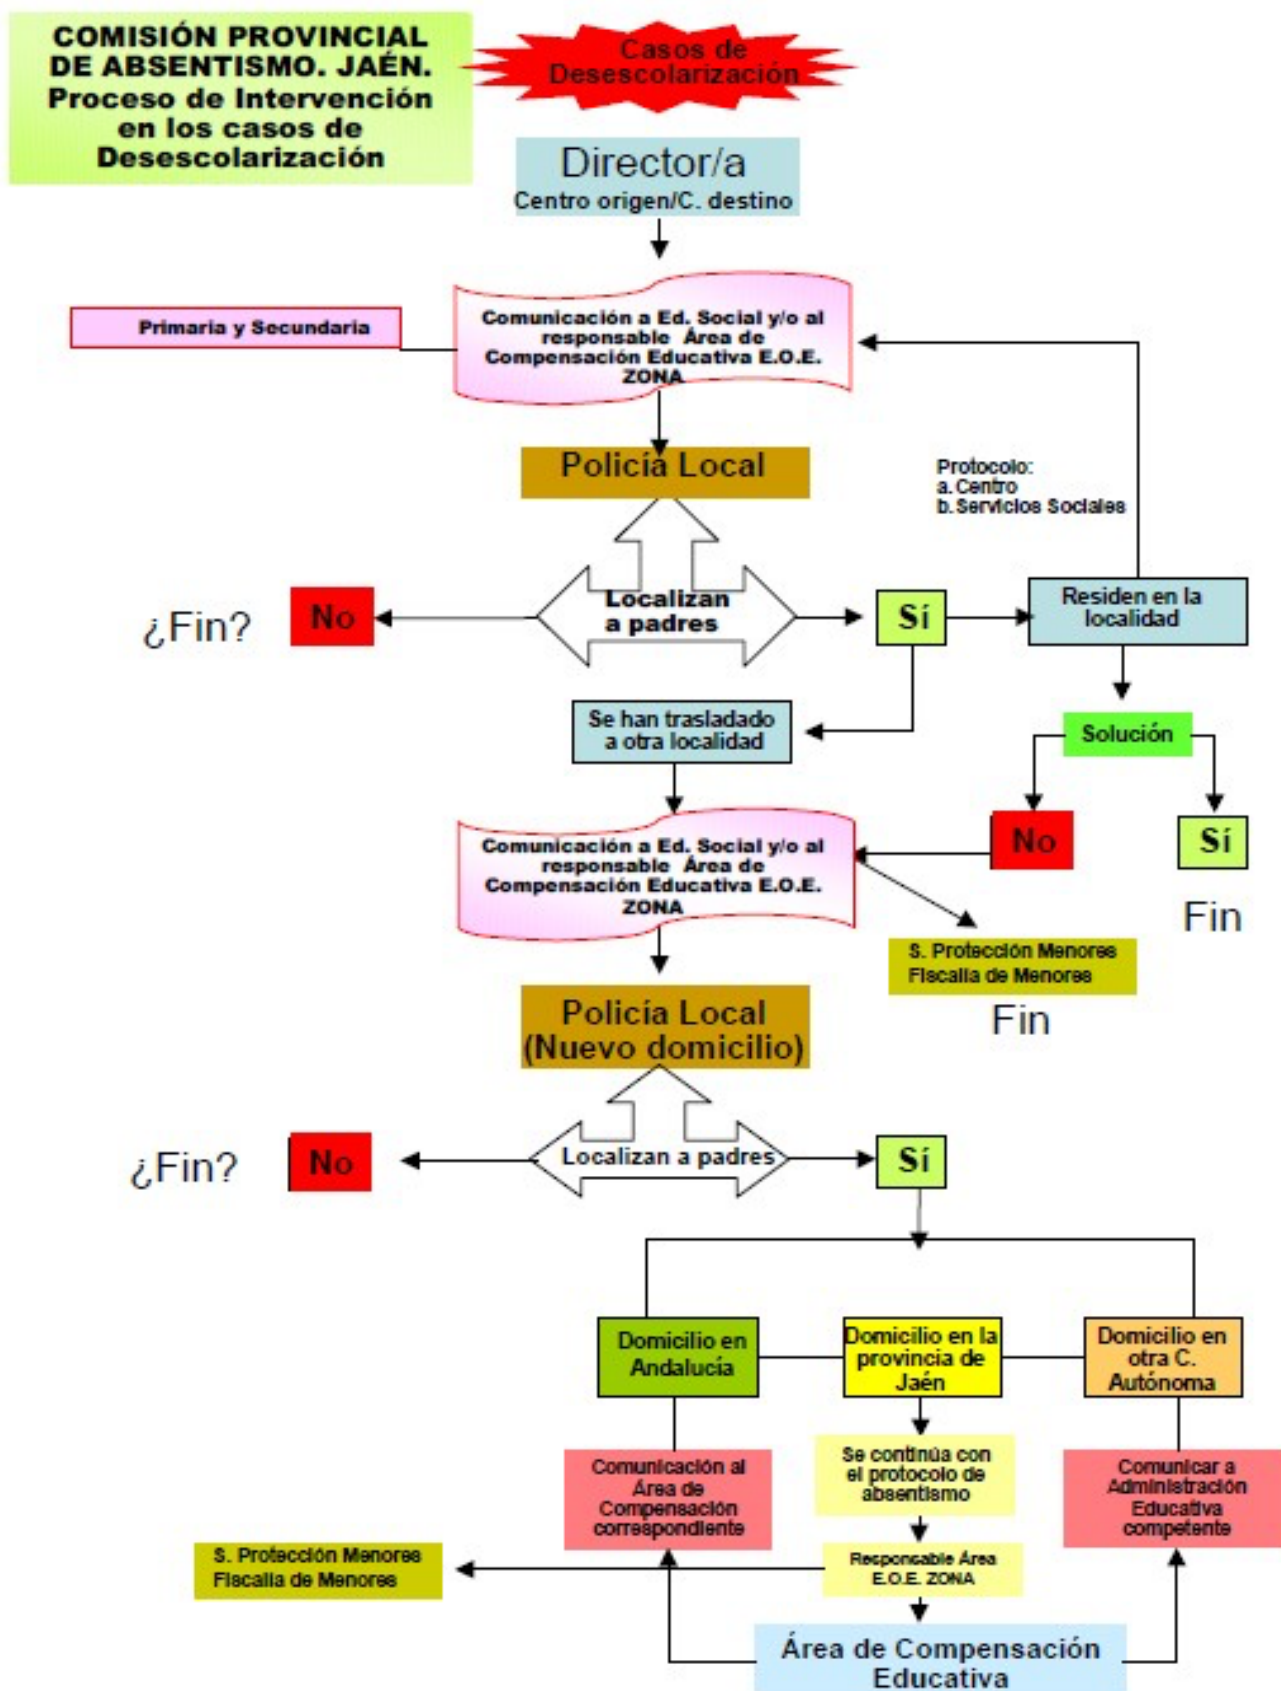 COMISIÓN PROVINCIAL
DE ABSENTISMO. JAÉN.
Proceso de Intervención
en los casos de
Desescolarización
Casos de
Desescolarización
Director/a
Centro origen/C. destino
Primaria y Secundaria
Comunicación a Ed. Social y/o al
responsable Área de
Compensación Educativa E.O.E.
ZONA
Policía Local
Protocolo:
a. Centro
b. Servicios Sociales
¿Fin?
No
Localizan
a padres
Sí
Residen en la
localidad
Se han trasladado
a otra localidad
Solución
No
Sí
Fin
Comunicación a Ed. Social y/o al
responsable Área de
Compensación Educativa E.O.E.
ZONA
S. Protección Menores
Fiscalia de Menores
Fin
Policía Local
(Nuevo domicilio)
¿Fin?
No
Localizan a padres
Sí
Domicilio en
Andalucía
Domicilio en la
provincia de
Jaén
Domicilio en
otra C.
Autónoma
Comunicación al
Área de
Compensación
correspondiente
Se continúa con
el protocolo de
absentismo
Comunicar a
Administración
Educativa
competente
S. Protección Menores
Fiscalia de Menores
Responsable Área
E.O.E. ZONA
Área de Compensación
Educativa